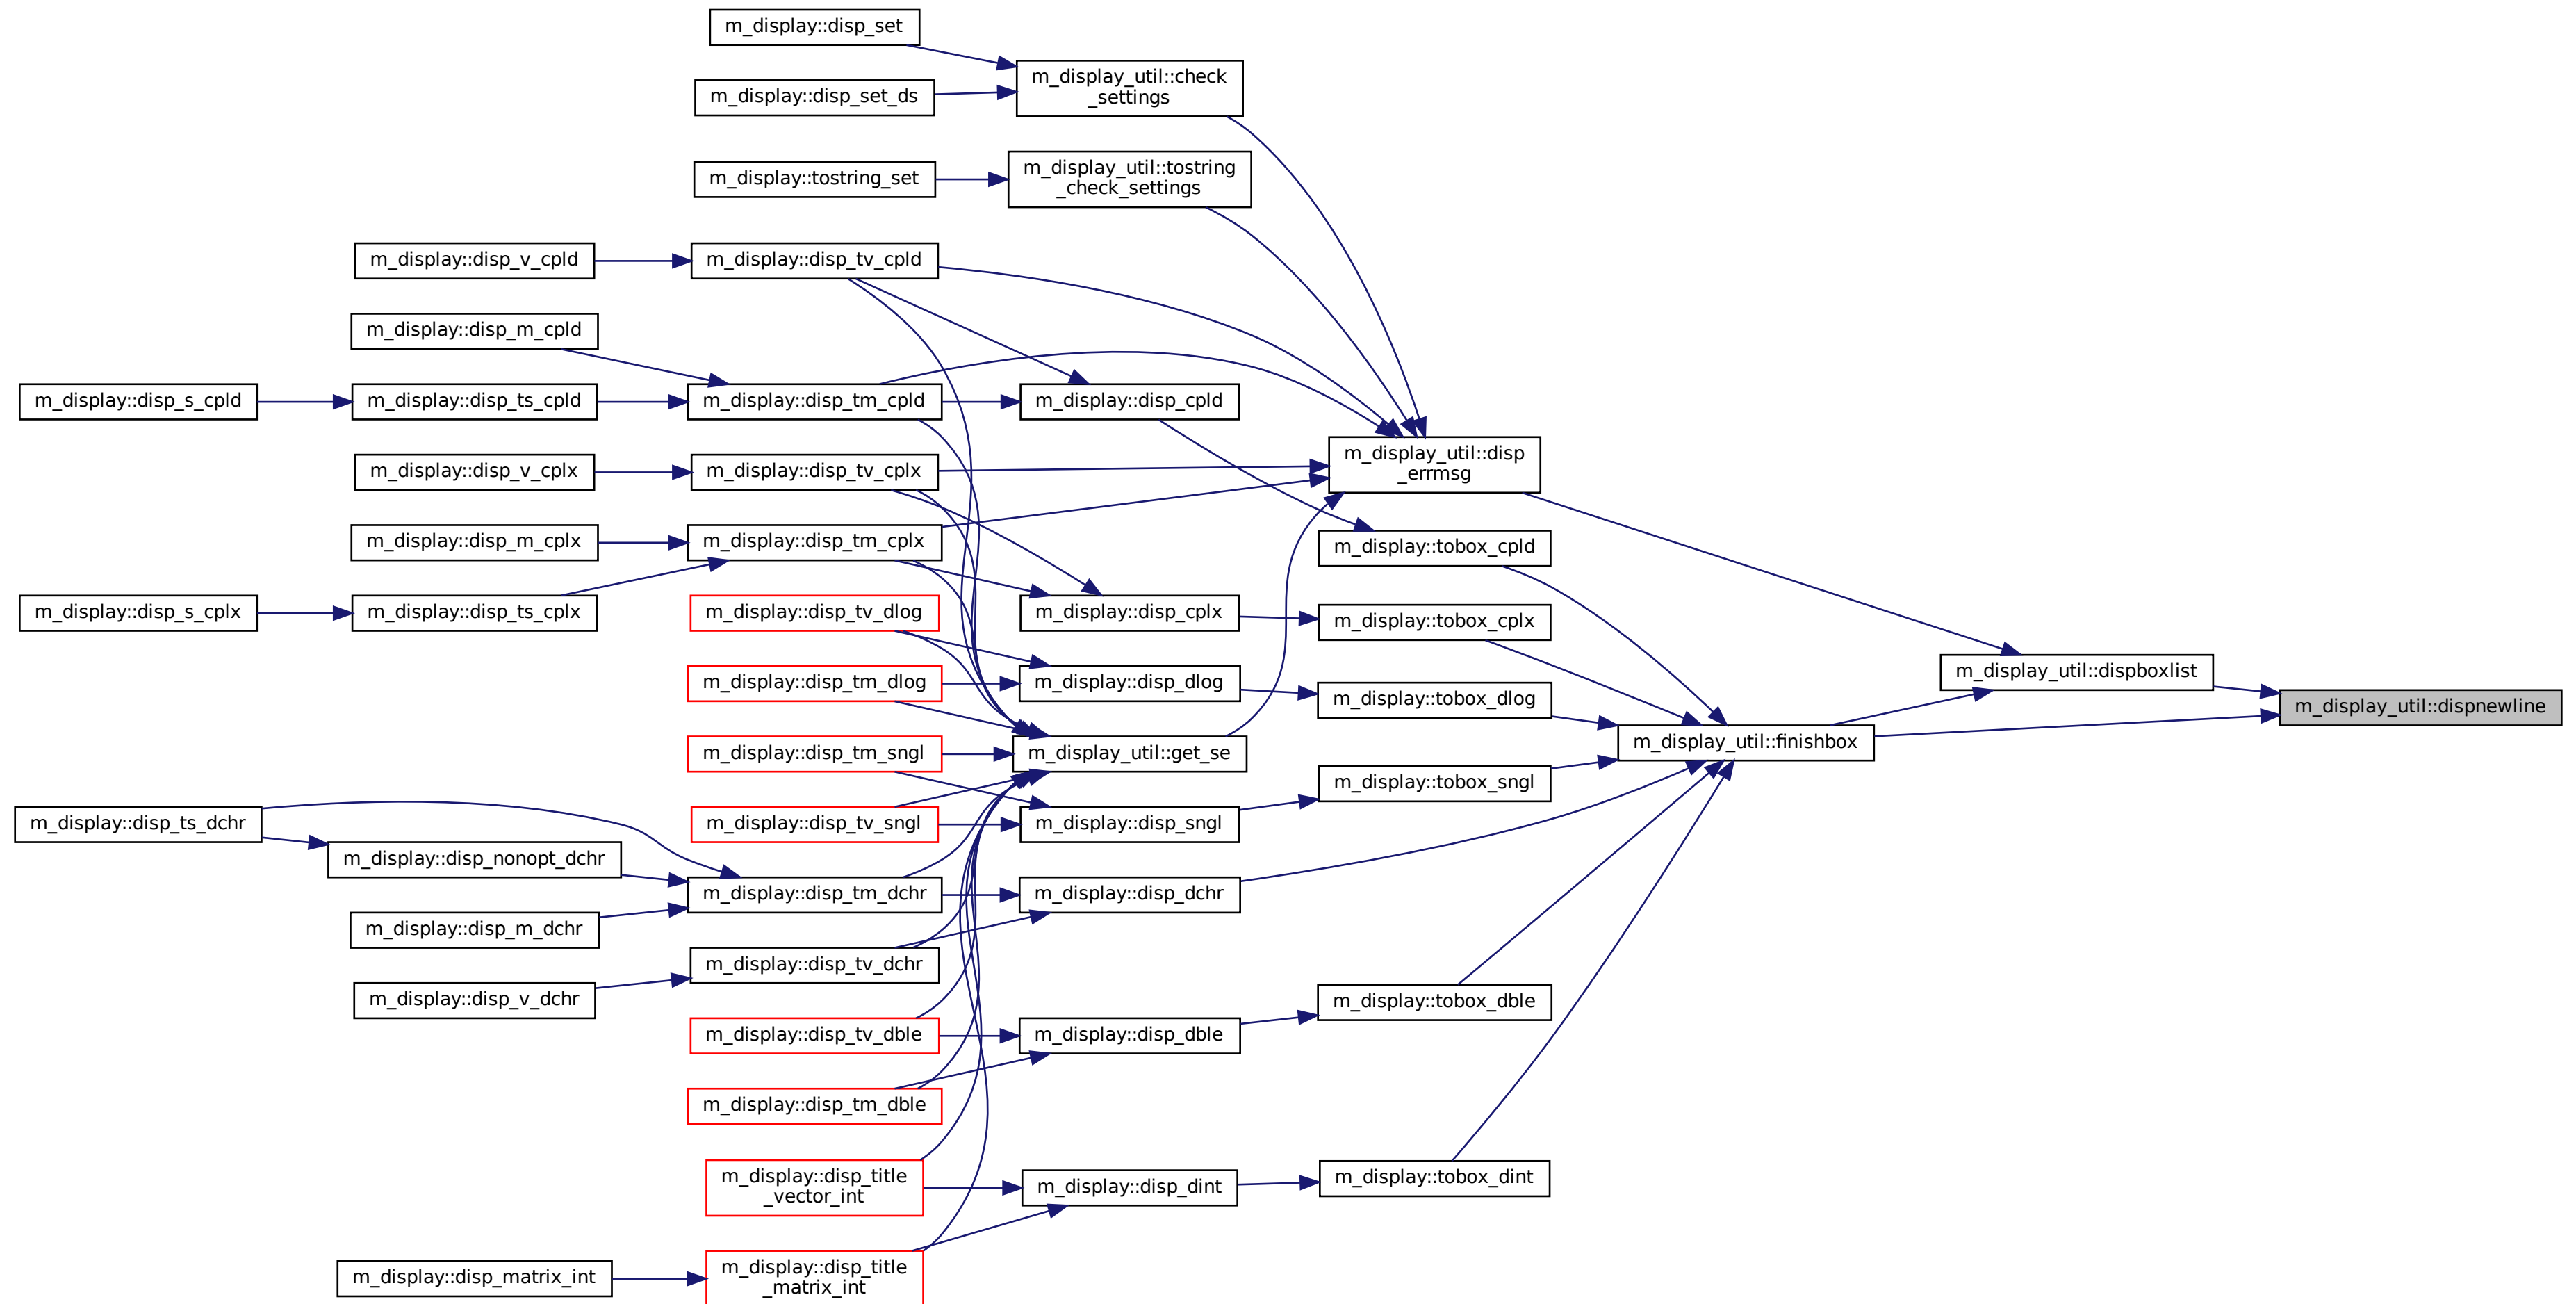 m_display::disp_set
m_display_util::check
_settings
m_display::disp_set_ds
m_display_util::tostring
_check_settings
m_display::tostring_set
m_display::disp_v_cpld
m_display::disp_tv_cpld
m_display::disp_m_cpld
m_display::disp_s_cpld
m_display::disp_ts_cpld
m_display::disp_tm_cpld
m_display::disp_cpld
m_display::disp_v_cplx
m_display::disp_tv_cplx
m_display_util::disp
_errmsg
m_display::disp_m_cplx
m_display::disp_tm_cplx
m_display::tobox_cpld
m_display::disp_s_cplx
m_display::disp_ts_cplx
m_display::disp_tv_dlog
m_display::disp_cplx
m_display::tobox_cplx
m_display::disp_tm_dlog
m_display::disp_dlog
m_display::tobox_dlog
m_display_util::dispboxlist
m_display_util::dispnewline
m_display::disp_tm_sngl
m_display_util::get_se
m_display_util::finishbox
m_display::tobox_sngl
m_display::disp_ts_dchr
m_display::disp_tv_sngl
m_display::disp_sngl
m_display::disp_nonopt_dchr
m_display::disp_tm_dchr
m_display::disp_dchr
m_display::disp_m_dchr
m_display::disp_tv_dchr
m_display::disp_v_dchr
m_display::tobox_dble
m_display::disp_tv_dble
m_display::disp_dble
m_display::disp_tm_dble
m_display::disp_title
_vector_int
m_display::disp_dint
m_display::tobox_dint
m_display::disp_matrix_int
m_display::disp_title
_matrix_int